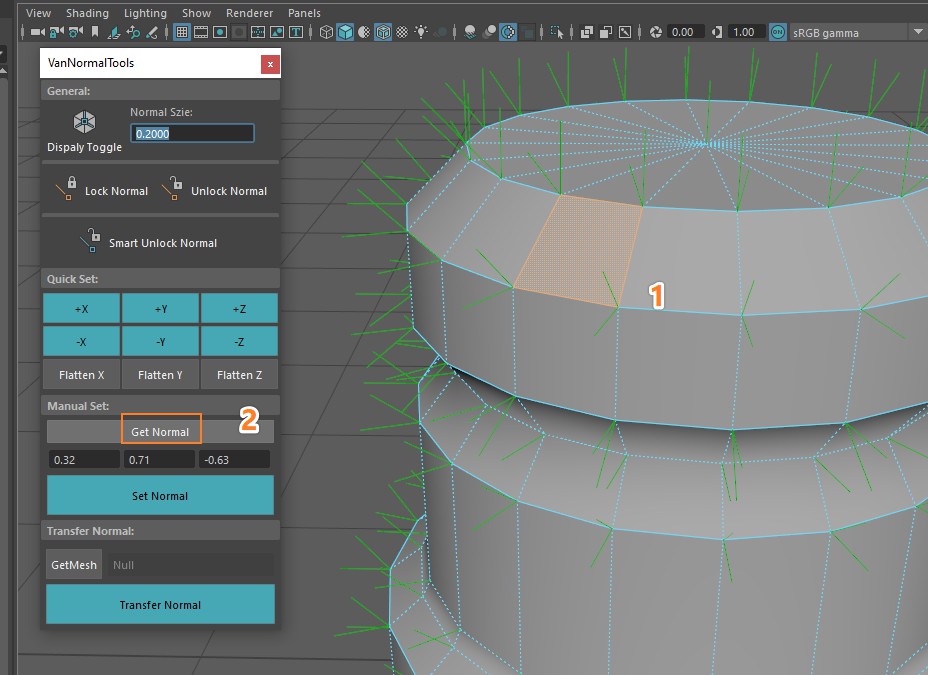 View Shading Lighting Show Renderer Panels
0.00 1.00 ON sRGB gamma
VanNormalTools x
General:
Normal Szie:
0.2000
Dispaly Toggle
Lock Normal Unlock Normal
Smart Unlock Normal
Quick Set:
+X +Y +Z
-X -Y -Z
Flatten X Flatten Y Flatten Z
1
Manual Set:
Get Normal 2
0.32 0.71 -0.63
Set Normal
Transfer Normal:
GetMesh Null
Transfer Normal